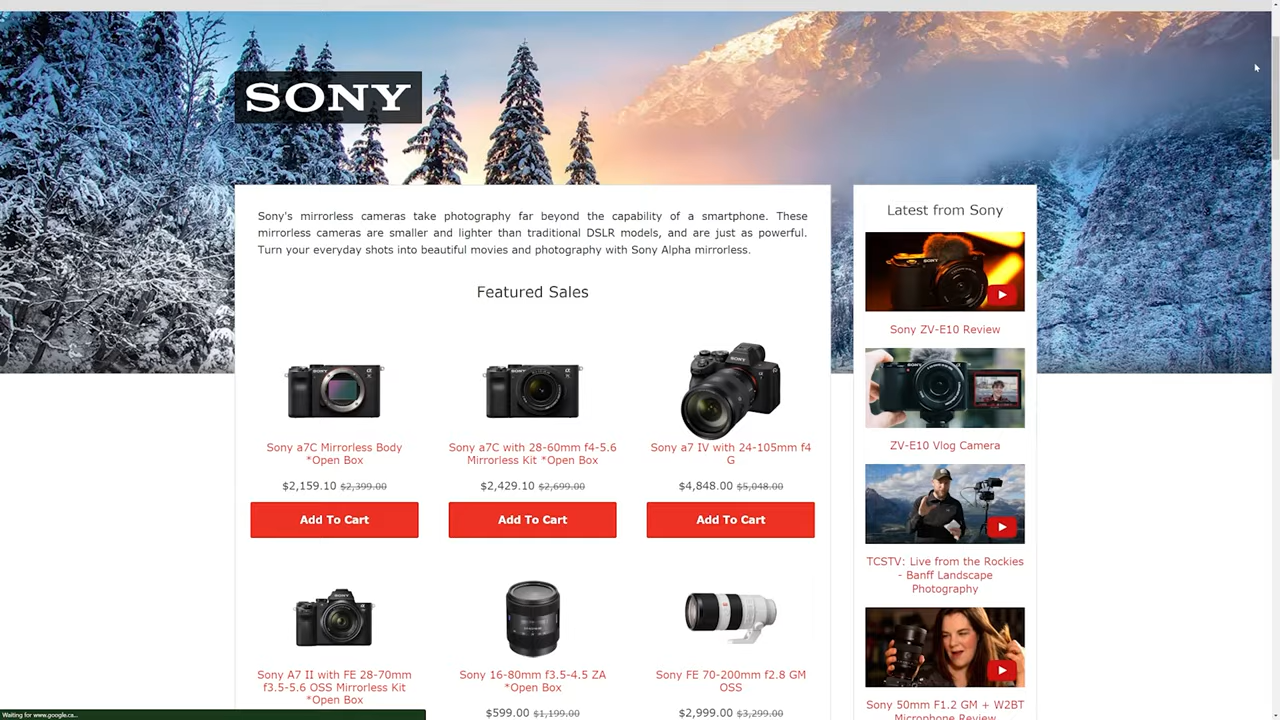 SONY
Sony's mirrorless cameras take photography far beyond the capability of a smartphone. These
mirrorless cameras are smaller and lighter than traditional DSLR models, and are just as powerful.
Turn your everyday shots into beautiful movies and photography with Sony Alpha mirrorless.
Featured Sales
Sony a7C Mirrorless Body
*Open Box
$2,159.10 $2,399.00
Add To Cart
Sony a7C with 28-60mm f4-5.6
Mirrorless Kit *Open Box
$2,429.10 $2,699.00
Add To Cart
Sony a7 IV with 24-105mm f4
G
$4,848.00 $5,048.00
Add To Cart
Sony A7 II with FE 28-70mm
f3.5-5.6 OSS Mirrorless Kit
*Open Box
Sony 16-80mm f3.5-4.5 ZA
*Open Box
$599.00 $1,199.00
Sony FE 70-200mm f2.8 GM
OSS
$2,999.00 $3,299.00
Latest from Sony
Sony ZV-E10 Review
ZV-E10 Vlog Camera
TCSTV: Live from the Rockies
- Banff Landscape
Photography
Sony 50mm F1.2 GM + W2BT
Microphone Review
Waiting for www.google.ca...